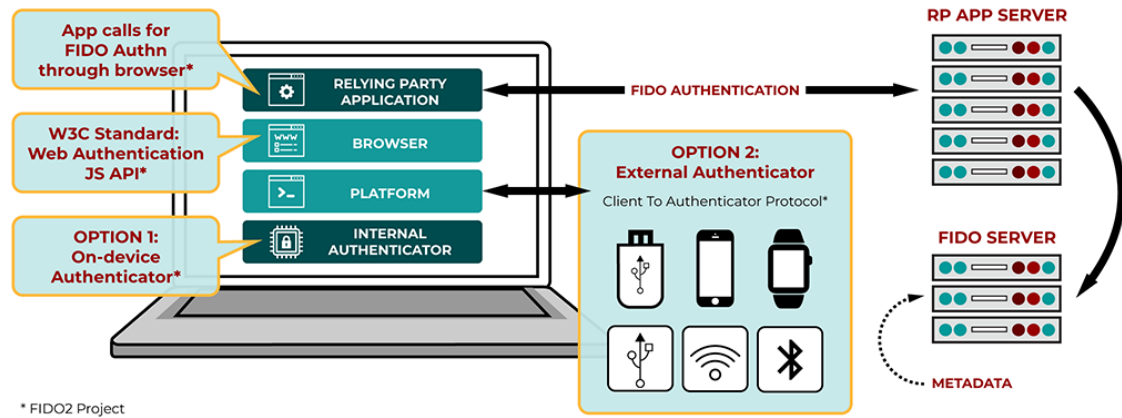 App calls for
FIDO Authn
through browser*
W3C Standard:
Web Authentication
JS API*
OPTION 1:
On-device
Authenticator*
RELYING PARTY
APPLICATION
WWW
BROWSER
PLATFORM
INTERNAL
AUTHENTICATOR
FIDO AUTHENTICATION
OPTION 2:
External Authenticator
Client To Authenticator Protocol*
RP APP SERVER
FIDO SERVER
METADATA
* FIDO2 Project